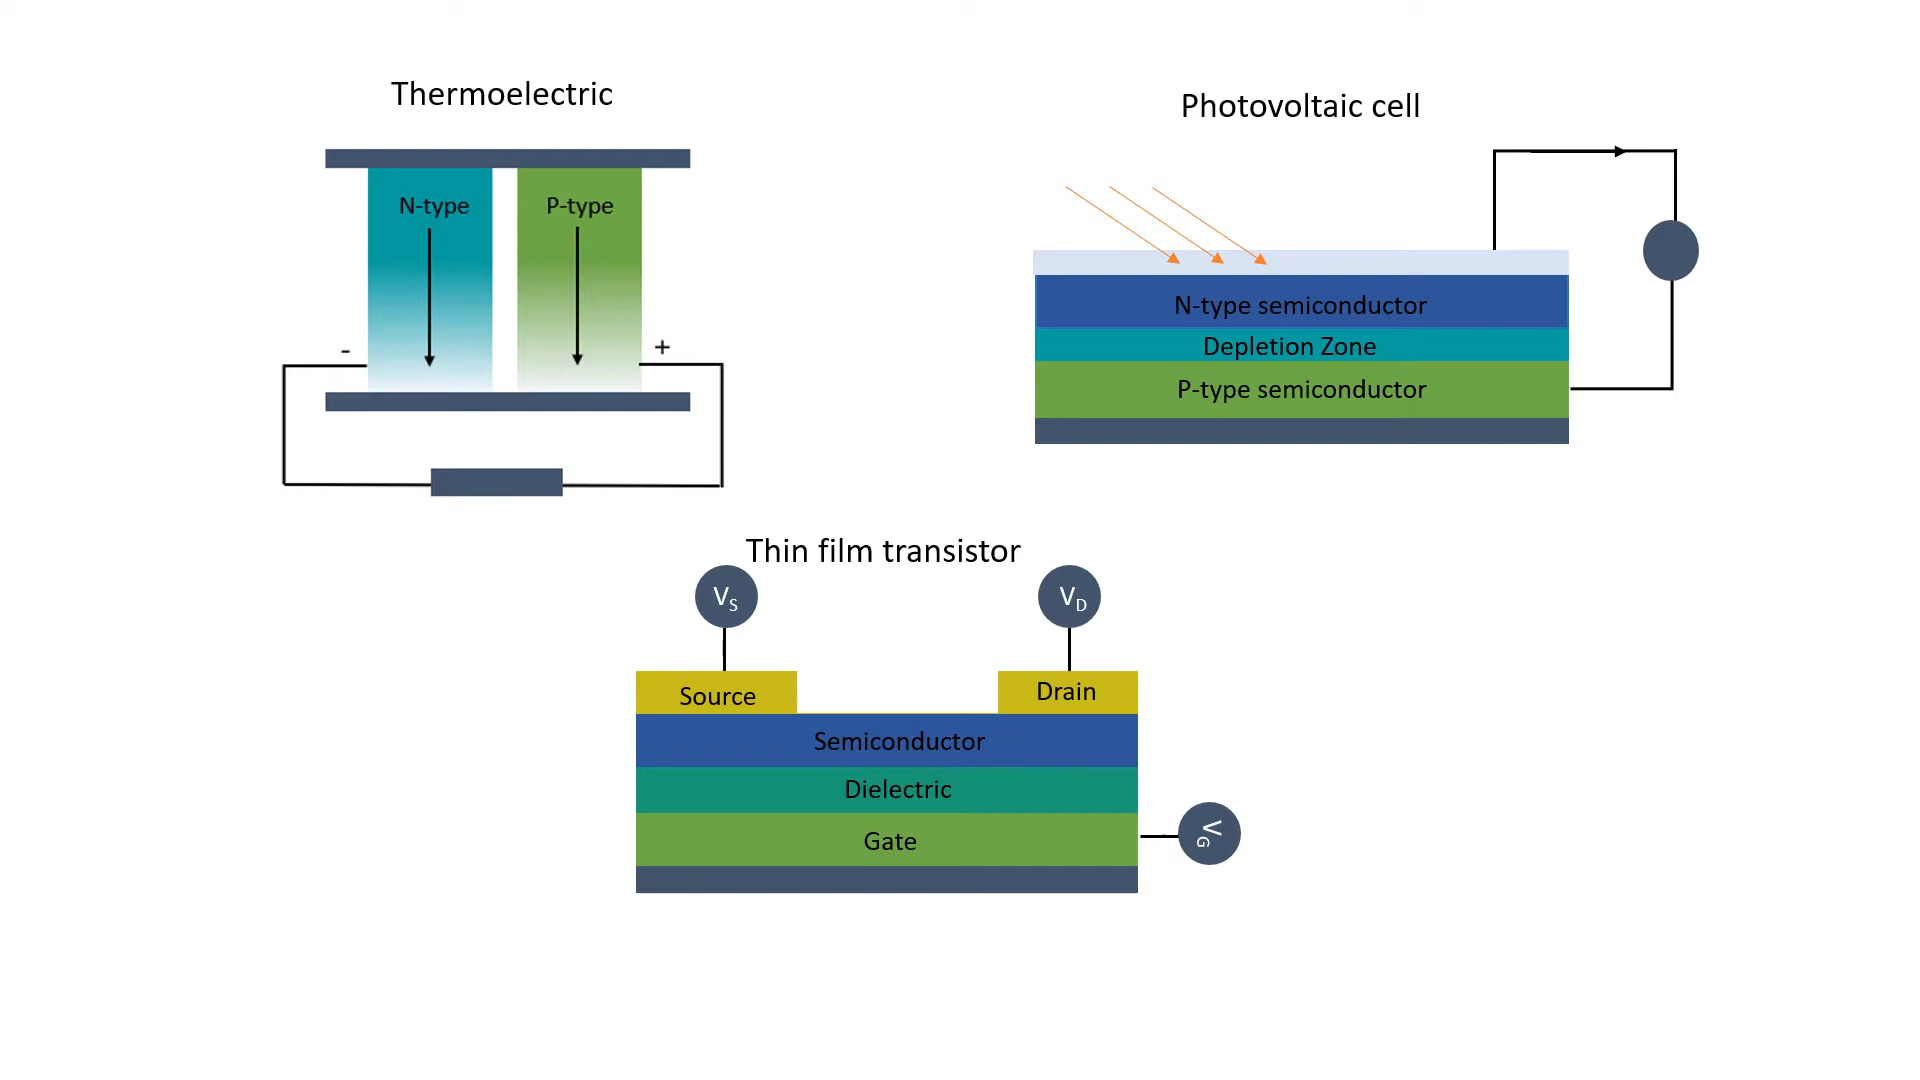 Thermoelectric
N-type
P-type
-
+
Photovoltaic cell
N-type semiconductor
Depletion Zone
P-type semiconductor
Thin film transistor
VS
VD
Source
Drain
Semiconductor
Dielectric
Gate
VG